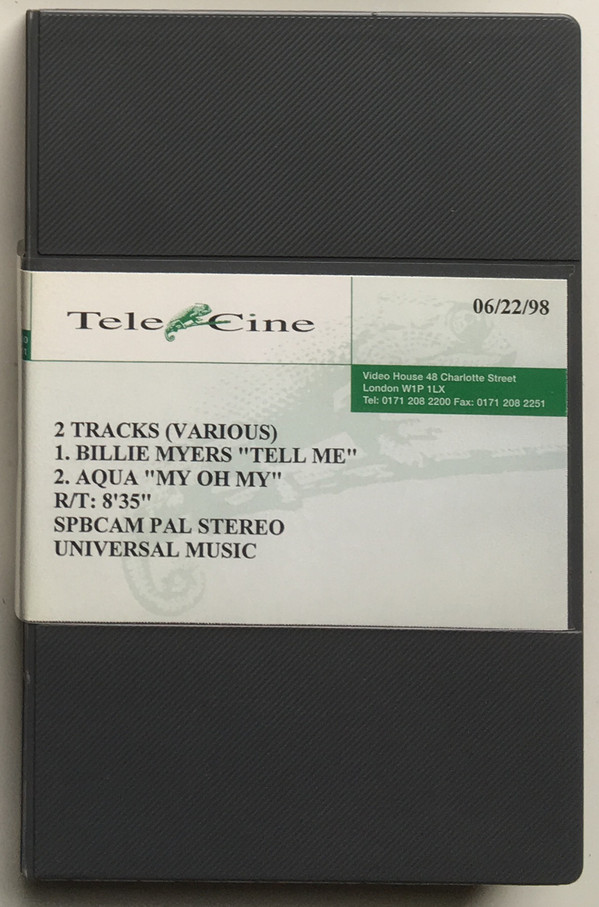 Tele Cine
06/22/98
Video House 48 Charlotte Street
London W1P 1LX
Tel: 0171 208 2200 Fax: 0171 208 2251
2 TRACKS (VARIOUS)
1. BILLIE MYERS "TELL ME"
2. AQUA "MY OH MY"
R/T: 8'35"
SPBCAM PAL STEREO
UNIVERSAL MUSIC